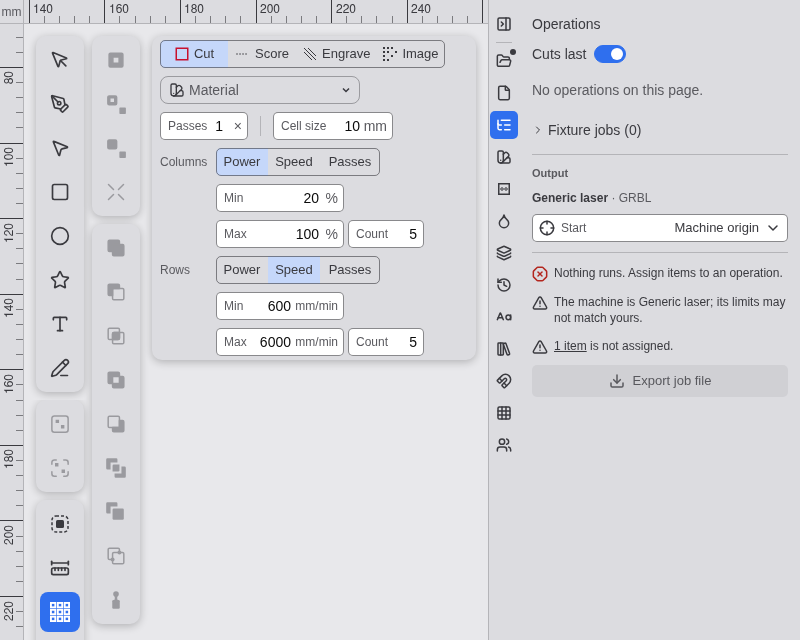 mm
140
160
180
200
220
240
80
100
120
140
160
180
200
220
Cut
Score
Engrave
Image
Material
Passes 1 ×
Cell size 10 mm
Columns Power Speed Passes
Min 20 %
Max 100 % Count 5
Rows Power Speed Passes
Min 600 mm/min
Max 6000 mm/min Count 5
Operations
Cuts last
No operations on this page.
Fixture jobs (0)
Output
Generic laser · GRBL
Start Machine origin
Nothing runs. Assign items to an operation.
The machine is Generic laser; its limits may
not match yours.
1 item is not assigned.
Export job file